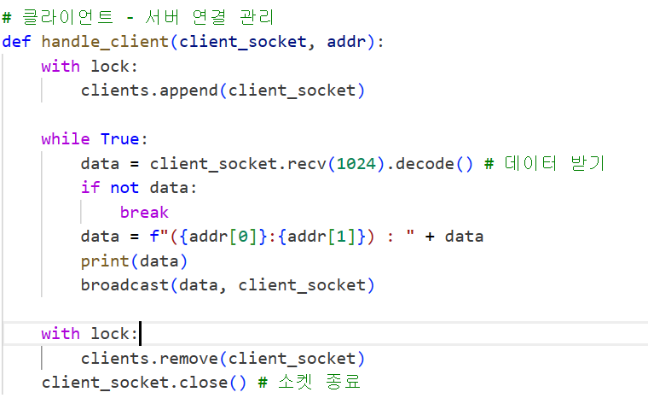 # 클라이언트 - 서버 연결 관리
def handle_client(client_socket, addr):
    with lock:
        clients.append(client_socket)

    while True:
        data = client_socket.recv(1024).decode() # 데이터 받기
        if not data:
            break
        data = f"({addr[0]}:{addr[1]}) : " + data
        print(data)
        broadcast(data, client_socket)

    with lock:
        clients.remove(client_socket)
    client_socket.close() # 소켓 종료